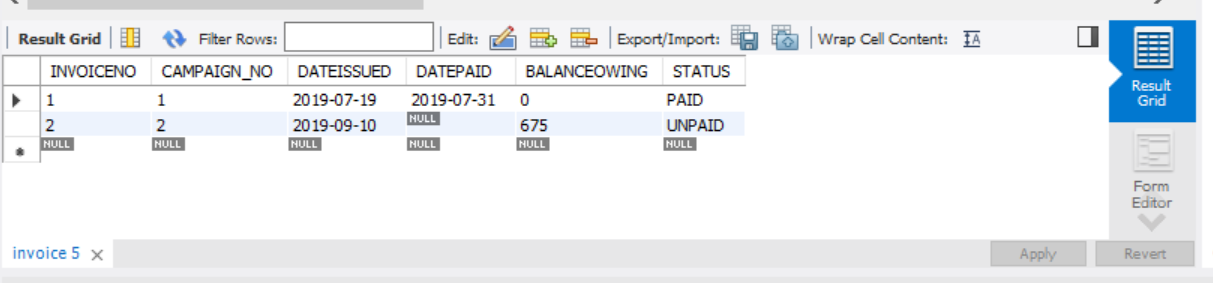 Result Grid Filter Rows: Edit: Export/Import: Wrap Cell Content: IA
INVOICENO CAMPAIGN_NO DATEISSUED DATEPAID BALANCEOWING STATUS
1 1 2019-07-19 2019-07-31 0 PAID
2 2 2019-09-10 NULL 675 UNPAID
NULL NULL NULL NULL NULL NULL
Result
Grid
Form
Editor
invoice 5 Apply Revert